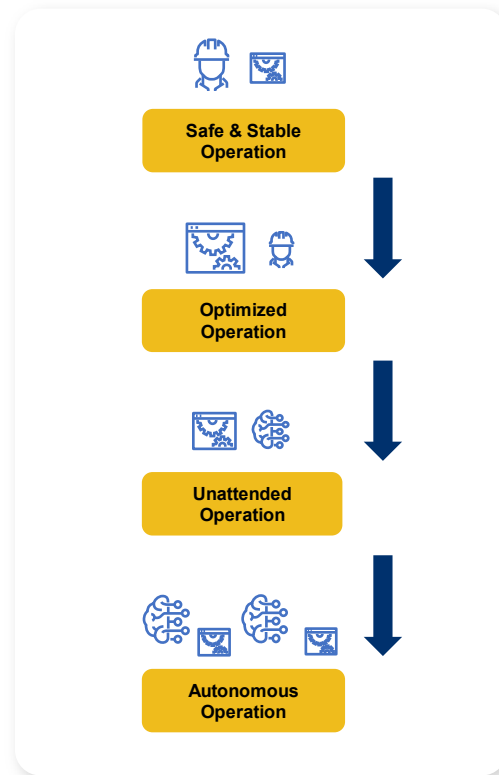 Safe & Stable
Operation
Optimized
Operation
Unattended
Operation
Autonomous
Operation